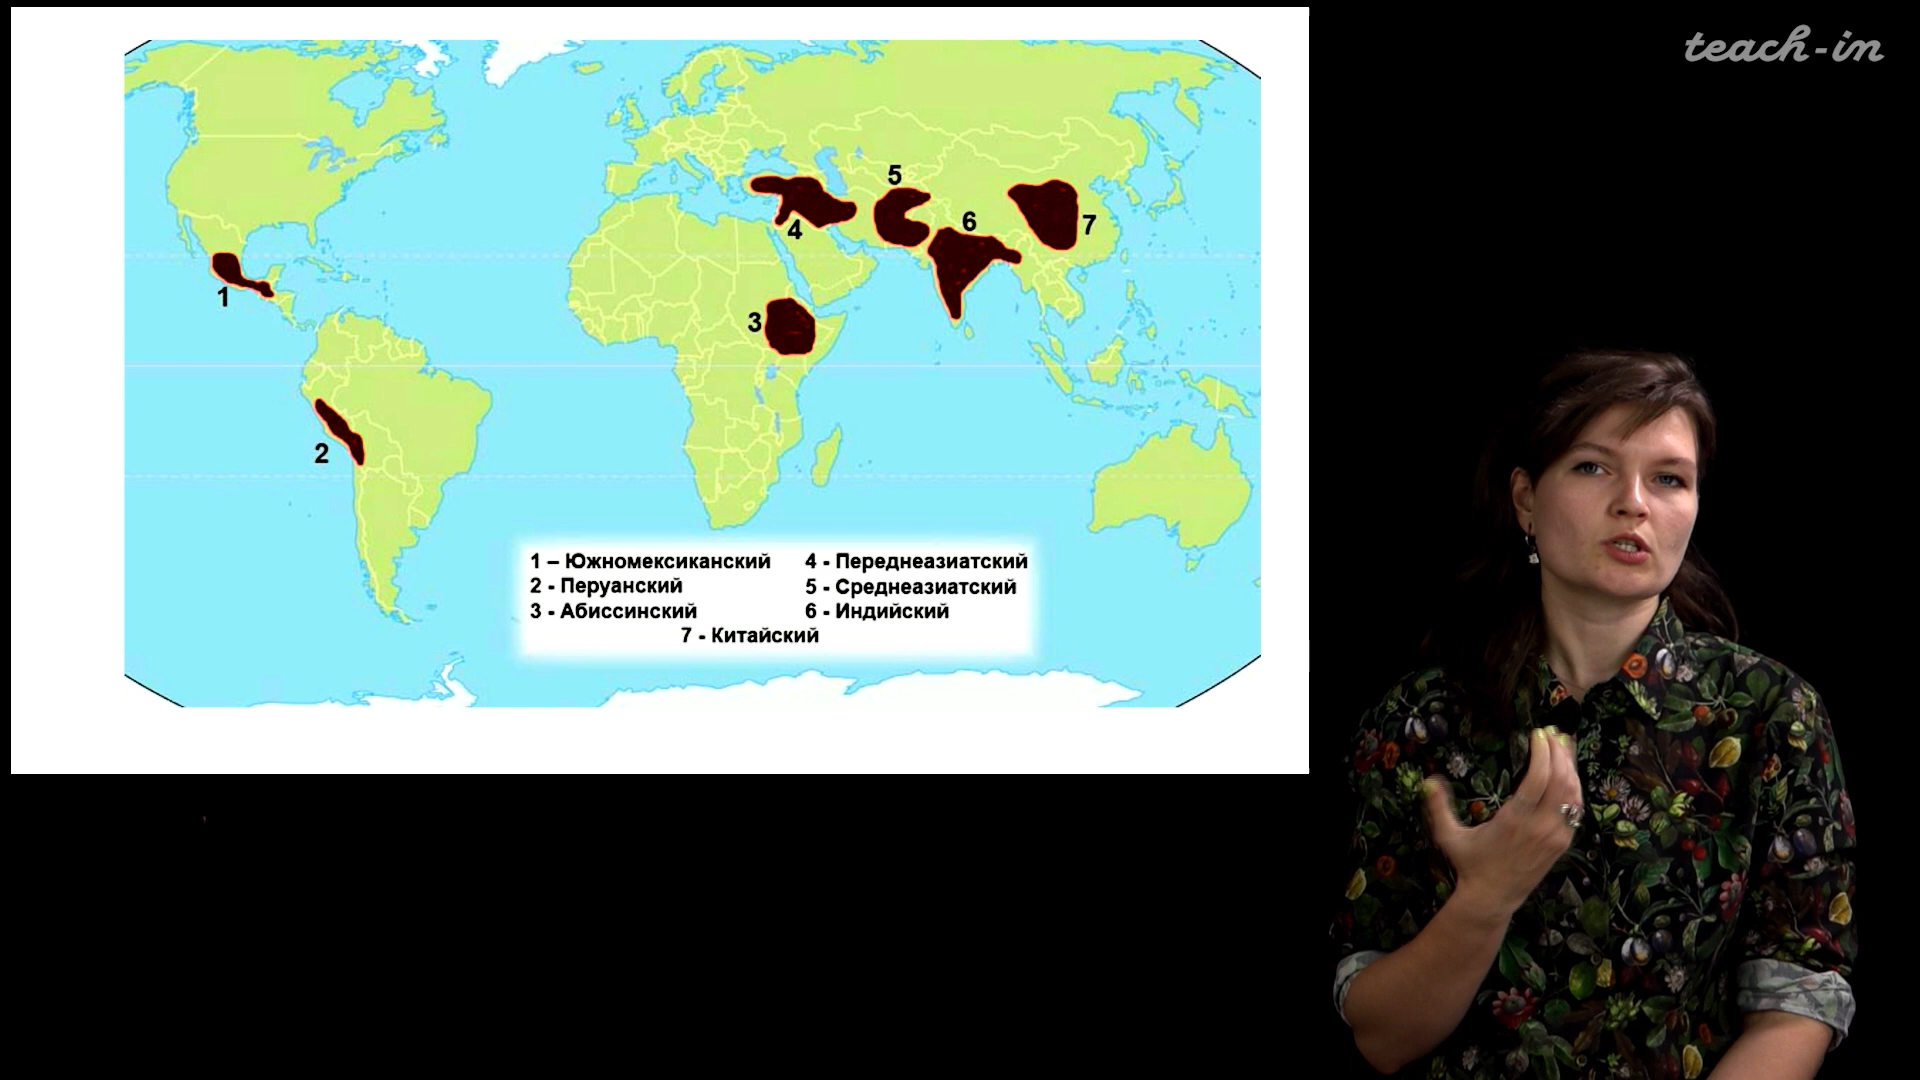 teach-in
5
6
7
4
1
3
2
1 – Южномексиканский
2 - Перуанский
3 - Абиссинский
4 - Переднеазиатский
5 - Среднеазиатский
6 - Индийский
7 - Китайский